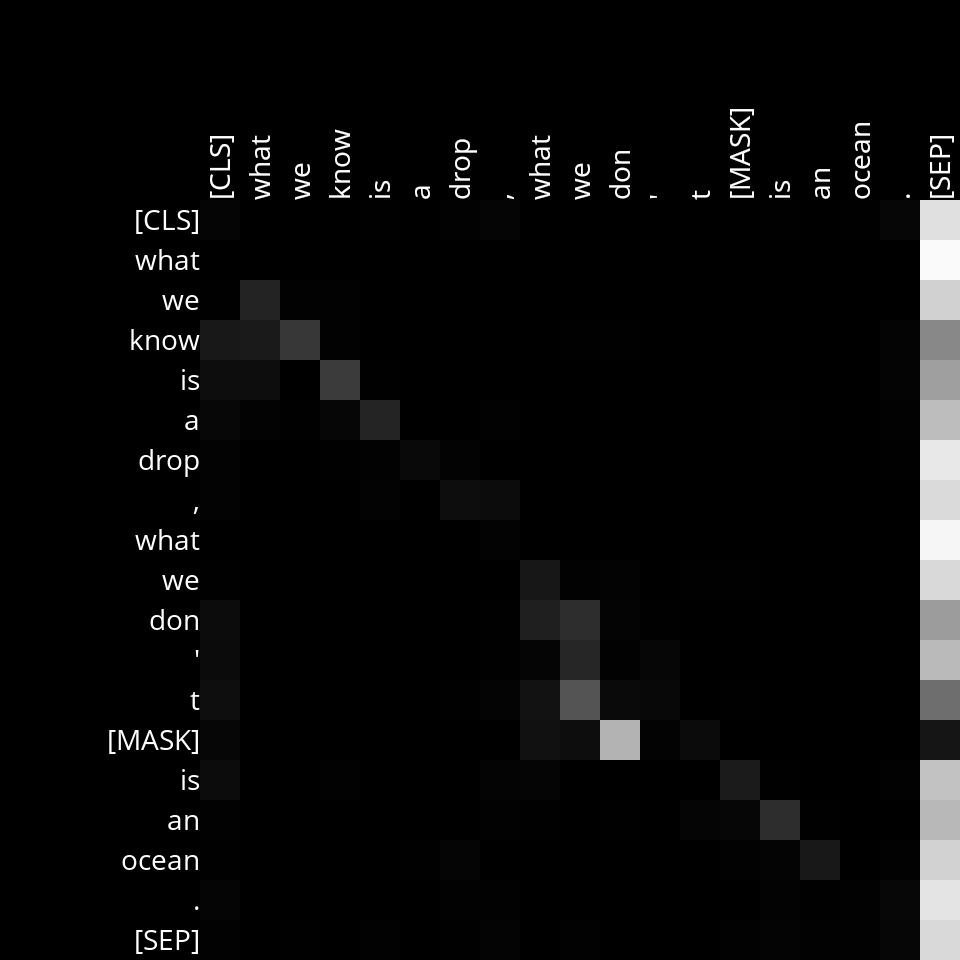 [CLS] what we know is a drop , what we don ' t [MASK] is an ocean . [SEP]
[CLS]
what
we
know
is
a
drop
,
what
we
don
'
t
[MASK]
is
an
ocean
.
[SEP]